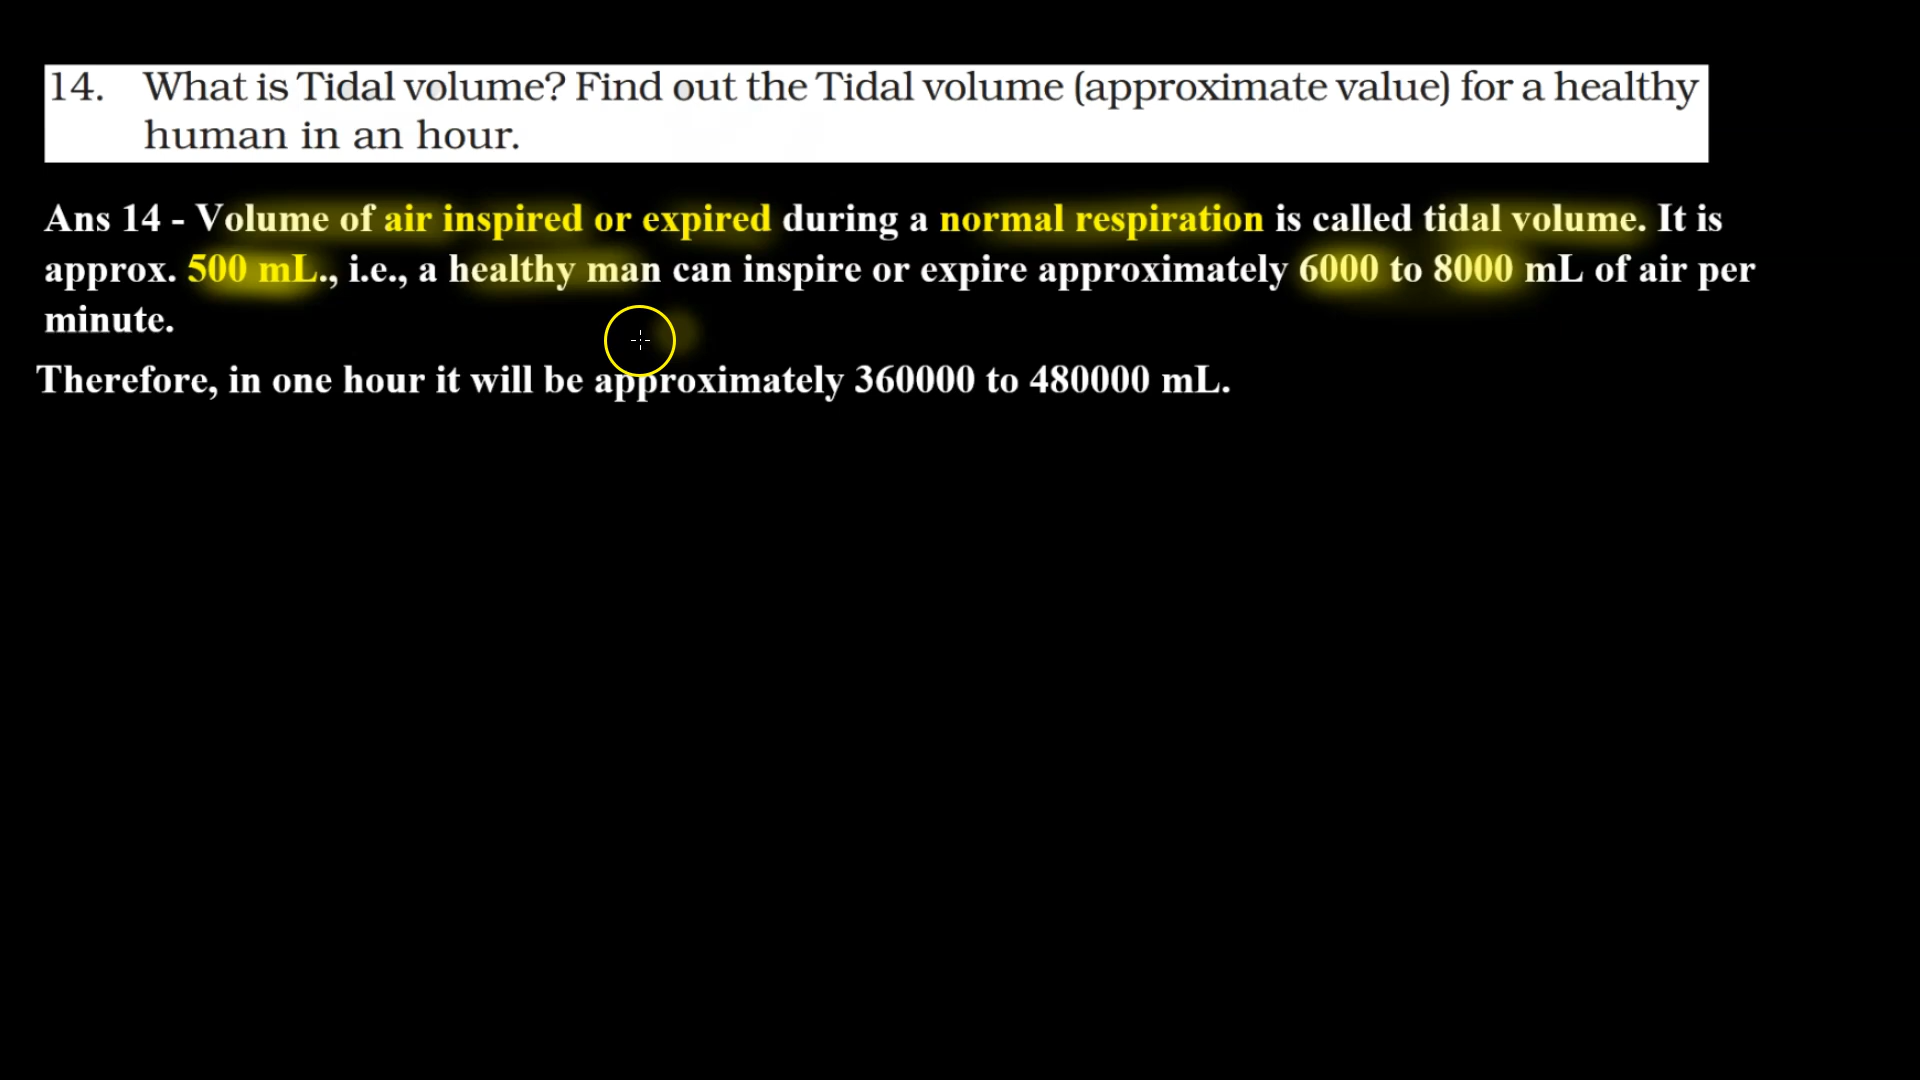 14. What is Tidal volume? Find out the Tidal volume (approximate value) for a healthy
human in an hour.
Ans 14 - Volume of air inspired or expired during a normal respiration is called tidal volume. It is
approx. 500 mL., i.e., a healthy man can inspire or expire approximately 6000 to 8000 mL of air per
minute.
Therefore, in one hour it will be approximately 360000 to 480000 mL.